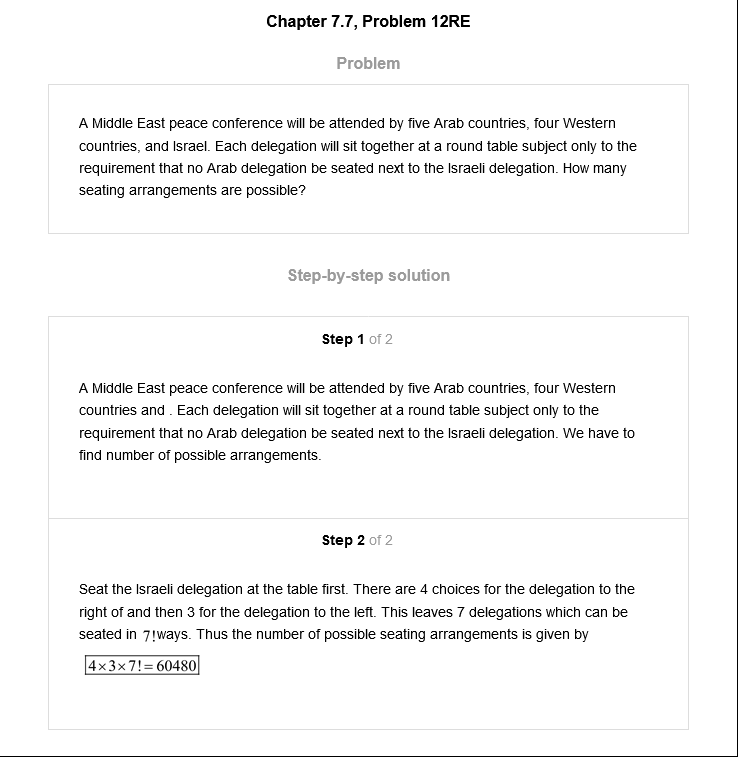 Chapter 7.7, Problem 12RE
Problem
A Middle East peace conference will be attended by five Arab countries, four Western
countries, and Israel. Each delegation will sit together at a round table subject only to the
requirement that no Arab delegation be seated next to the Israeli delegation. How many
seating arrangements are possible?
Step-by-step solution
Step 1 of 2
A Middle East peace conference will be attended by five Arab countries, four Western
countries and . Each delegation will sit together at a round table subject only to the
requirement that no Arab delegation be seated next to the Israeli delegation. We have to
find number of possible arrangements.
Step 2 of 2
Seat the Israeli delegation at the table first. There are 4 choices for the delegation to the
right of and then 3 for the delegation to the left. This leaves 7 delegations which can be
seated in 7!ways. Thus the number of possible seating arrangements is given by
4×3×7!=60480